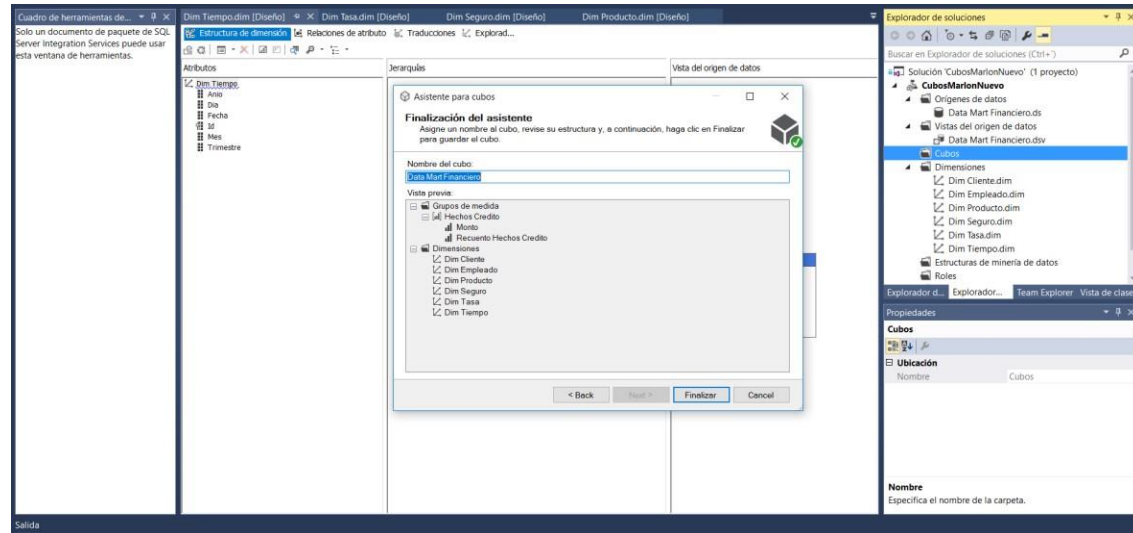 Cuadro de herramientas de...
Solo un documento de paquete de SQL
Server Integration Services puede usar
esta ventana de herramientas.
Dim Tiempo.dim [Diseño]
Dim Tasa.dim [Diseño]
Dim Seguro.dim [Diseño]
Dim Producto.dim [Diseño]
Estructura de dimensión
Relaciones de atributo
Traducciones
Explorad...
Atributos
Dim Tiempo
Anio
Dia
Fecha
Id
Mes
Trimestre
Jerarquías
Vista del origen de datos
Asistente para cubos
Finalización del asistente
Asigne un nombre al cubo, revise su estructura y, a continuación, haga clic en Finalizar
para guardar el cubo.
Nombre del cubo:
Data Mart Financiero
Vista previa:
Grupos de medida
Hechos Credito
Monto
Recuento Hechos Credito
Dimensiones
Dim Cliente
Dim Empleado
Dim Producto
Dim Seguro
Dim Tasa
Dim Tiempo
< Back
Next >
Finalizar
Cancel
Explorador de soluciones
Buscar en Explorador de soluciones (Ctrl+')
Solución 'CubosMarlonNuevo' (1 proyecto)
CubosMarlonNuevo
Orígenes de datos
Data Mart Financiero.ds
Vistas del origen de datos
Data Mart Financiero.dsv
Cubos
Dimensiones
Dim Cliente.dim
Dim Empleado.dim
Dim Producto.dim
Dim Seguro.dim
Dim Tasa.dim
Dim Tiempo.dim
Estructuras de minería de datos
Roles
Explorador d...
Explorador...
Team Explorer
Vista de clase
Propiedades
Cubos
Ubicación
Nombre
Cubos
Nombre
Especifica el nombre de la carpeta.
Salida